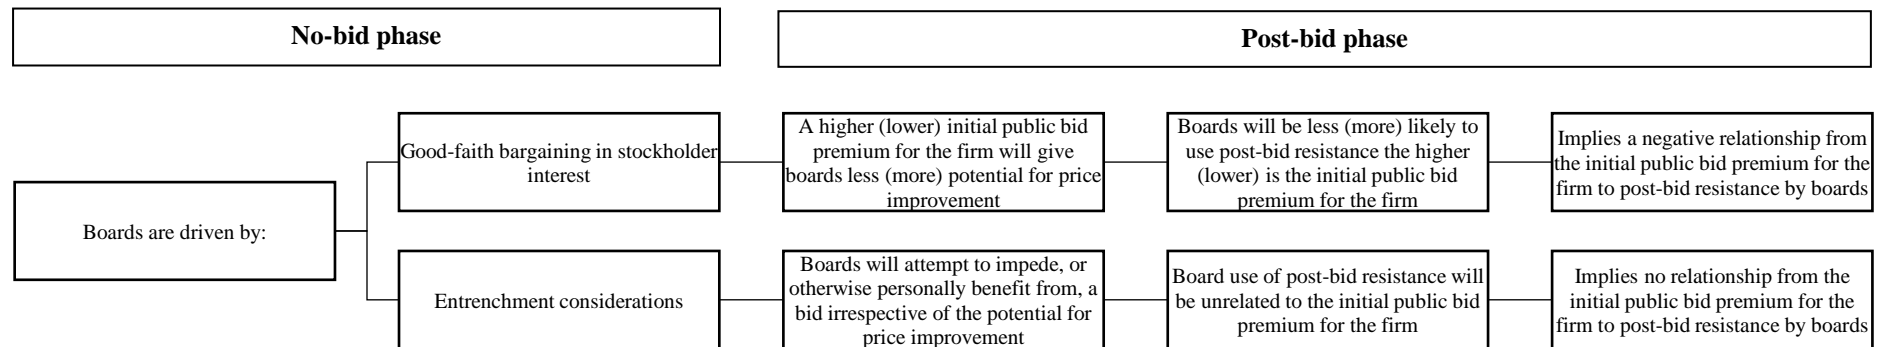 No-bid phase
Post-bid phase
Boards are driven by:
Good-faith bargaining in stockholder
interest
A higher (lower) initial public bid
premium for the firm will give
boards less (more) potential for price
improvement
Boards will be less (more) likely to
use post-bid resistance the higher
(lower) is the initial public bid
premium for the firm
Implies a negative relationship from
the initial public bid premium for the
firm to post-bid resistance by boards
Entrenchment considerations
Boards will attempt to impede, or
otherwise personally benefit from, a
bid irrespective of the potential for
price improvement
Board use of post-bid resistance will
be unrelated to the initial public bid
premium for the firm
Implies no relationship from the
initial public bid premium for the
firm to post-bid resistance by boards